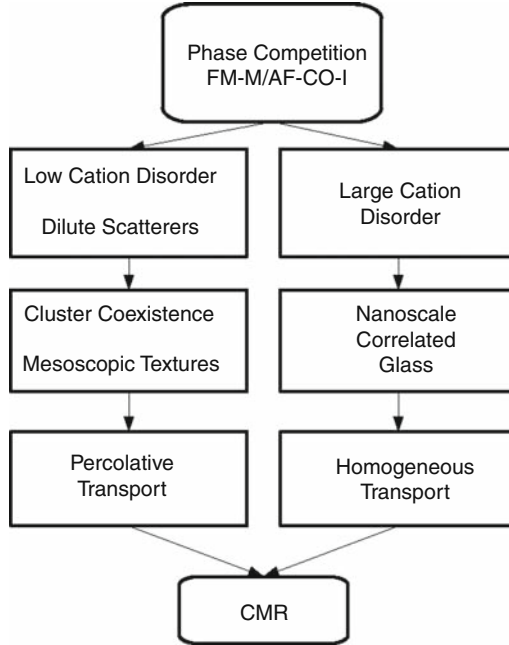 Phase Competition
FM-M/AF-CO-I
Low Cation Disorder
Dilute Scatterers
Large Cation
Disorder
Cluster Coexistence
Mesoscopic Textures
Nanoscale
Correlated
Glass
Percolative
Transport
Homogeneous
Transport
CMR